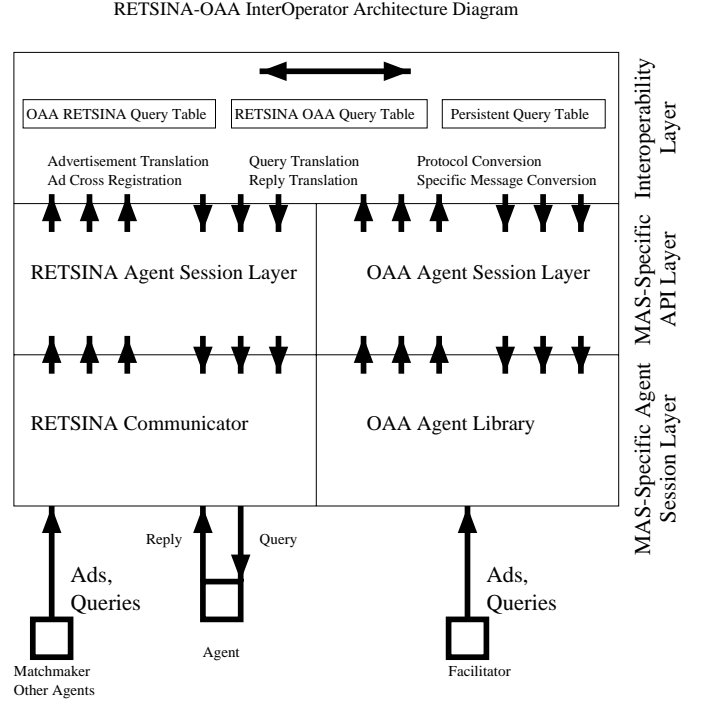 RETSINA-OAA InterOperator Architecture Diagram
OAA RETSINA Query Table
RETSINA OAA Query Table
Persistent Query Table
Advertisement Translation
Ad Cross Registration
Query Translation
Reply Translation
Protocol Conversion
Specific Message Conversion
Interoperability
Layer
RETSINA Agent Session Layer
OAA Agent Session Layer
MAS-Specific
API Layer
RETSINA Communicator
OAA Agent Library
MAS-Specific Agent
Session Layer
Reply
Query
Ads,
Queries
Ads,
Queries
Agent
Matchmaker
Other Agents
Facilitator